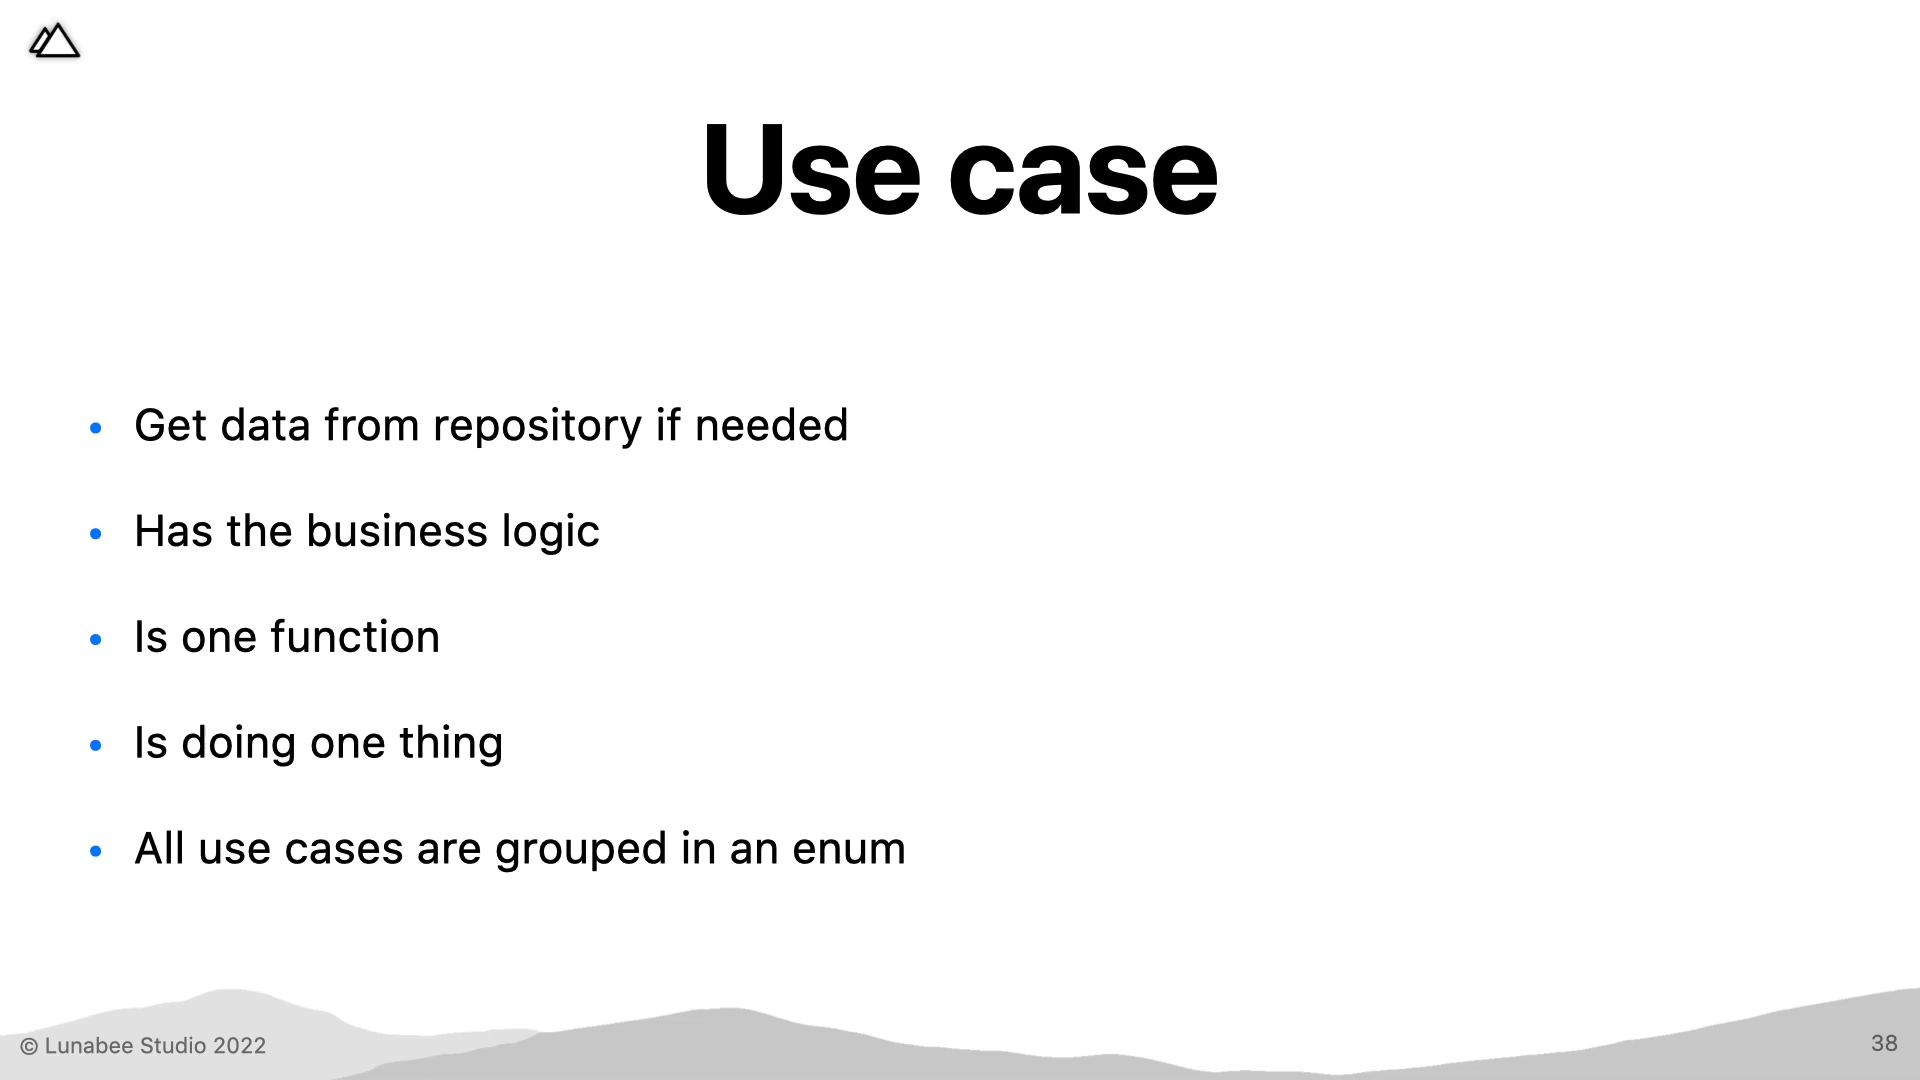 Use case
• Get data from repository if needed
• Has the business logic
• Is one function
• Is doing one thing
• All use cases are grouped in an enum
© Lunabee Studio 2022
38